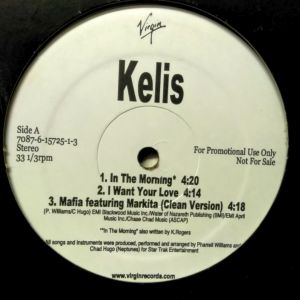 Virgin
Kelis
Side A
7087-6-15725-1-3
Stereo
33 1/3rpm
For Promotional Use Only
Not For Sale
1. In The Morning* 4:20
2. I Want Your Love 4:14
3. Mafia featuring Markita (Clean Version) 4:18
(P. Williams/C Hugo) EMI Blackwood Music Inc./Water of Nazareth Publishing (BMI)/EMI April
Music Inc./Chase Chad Music (ASCAP)
*"In The Morning" also written by K.Rogers
All songs and instruments were produced, performed and arranged by Pharrell Williams and
Chad Hugo (Neptunes) for Star Trak Entertainment
www.virginrecords.com